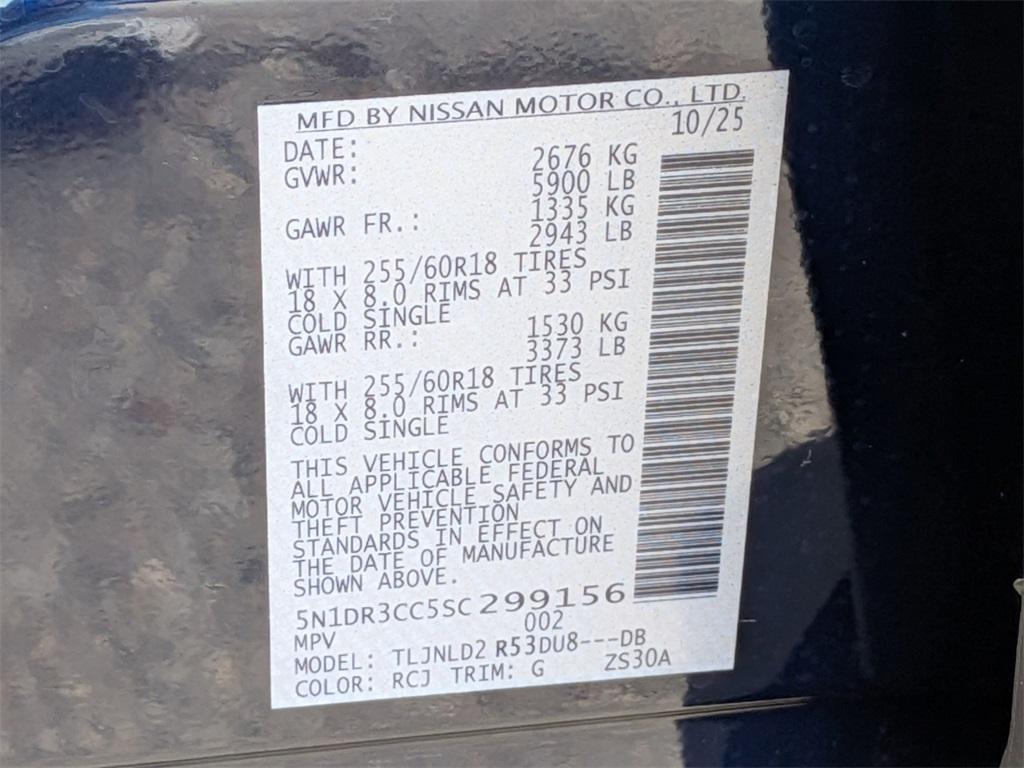 MFD BY NISSAN MOTOR CO., LTD.
DATE: 10/25
GVWR: 2676 KG
5900 LB
GAWR FR.: 1335 KG
2943 LB
WITH 255/60R18 TIRES
18 X 8.0 RIMS AT 33 PSI
COLD SINGLE
GAWR RR.: 1530 KG
3373 LB
WITH 255/60R18 TIRES
18 X 8.0 RIMS AT 33 PSI
COLD SINGLE
THIS VEHICLE CONFORMS TO
ALL APPLICABLE FEDERAL
MOTOR VEHICLE SAFETY AND
THEFT PREVENTION
STANDARDS IN EFFECT ON
THE DATE OF MANUFACTURE
SHOWN ABOVE.
5N1DR3CC5SC299156
MPV 002
MODEL: TLJNLD2 R53DU8---DB
COLOR: RCJ TRIM: G ZS30A